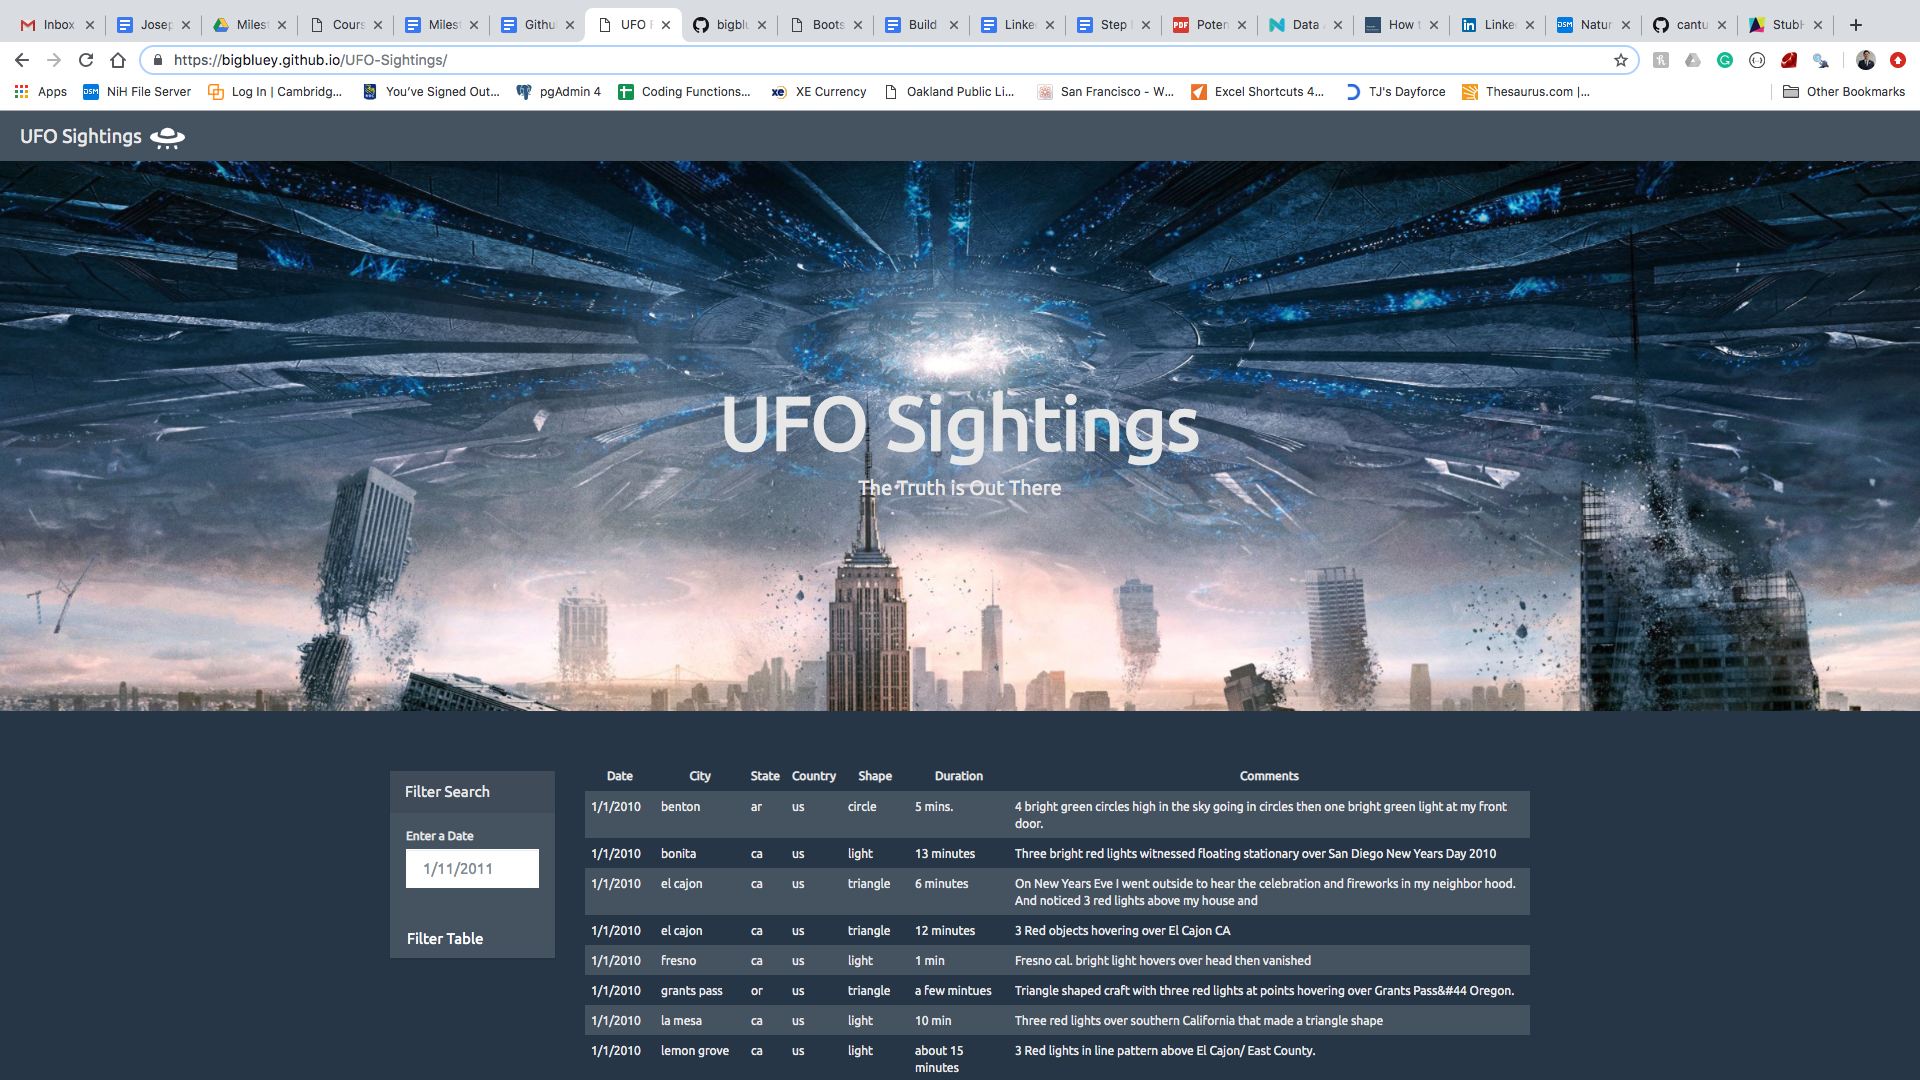 Inbox
Josep
Milest
Cours
Milest
Githu
UFO F
bigblu
Boots
Build
Linke
Step
Poten
Data
How t
Linke
Natur
cantu
StubH
https://bigbluey.github.io/UFO-Sightings/
Apps
NiH File Server
Log In | Cambridg...
You've Signed Out...
pgAdmin 4
Coding Functions...
XE Currency
Oakland Public Li...
San Francisco - W...
Excel Shortcuts 4...
TJ's Dayforce
Thesaurus.com |...
Other Bookmarks
UFO Sightings
UFO Sightings
The Truth is Out There
Filter Search
Enter a Date
1/11/2011
Filter Table
Date City State Country Shape Duration Comments
1/1/2010 benton ar us circle 5 mins. 4 bright green circles high in the sky going in circles then one bright green light at my front
door.
1/1/2010 bonita ca us light 13 minutes Three bright red lights witnessed floating stationary over San Diego New Years Day 2010
1/1/2010 el cajon ca us triangle 6 minutes On New Years Eve I went outside to hear the celebration and fireworks in my neighbor hood.
And noticed 3 red lights above my house and
1/1/2010 el cajon ca us triangle 12 minutes 3 Red objects hovering over El Cajon CA
1/1/2010 fresno ca us light 1 min Fresno cal. bright light hovers over head then vanished
1/1/2010 grants pass or us triangle a few mintues Triangle shaped craft with three red lights at points hovering over Grants Pass&#44 Oregon.
1/1/2010 la mesa ca us light 10 min Three red lights over southern California that made a triangle shape
1/1/2010 lemon grove ca us light about 15 3 Red lights in line pattern above El Cajon/ East County.
minutes